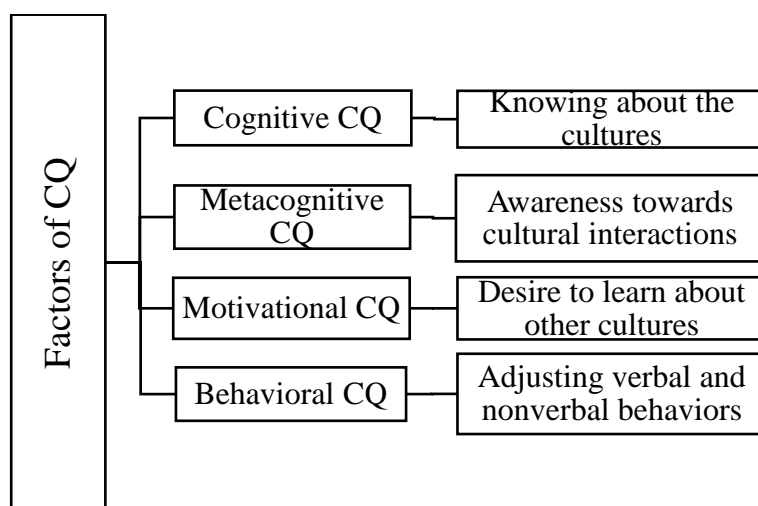 Factors of CQ
Cognitive CQ
Knowing about the
cultures
Metacognitive
CQ
Awareness towards
cultural interactions
Motivational CQ
Desire to learn about
other cultures
Behavioral CQ
Adjusting verbal and
nonverbal behaviors